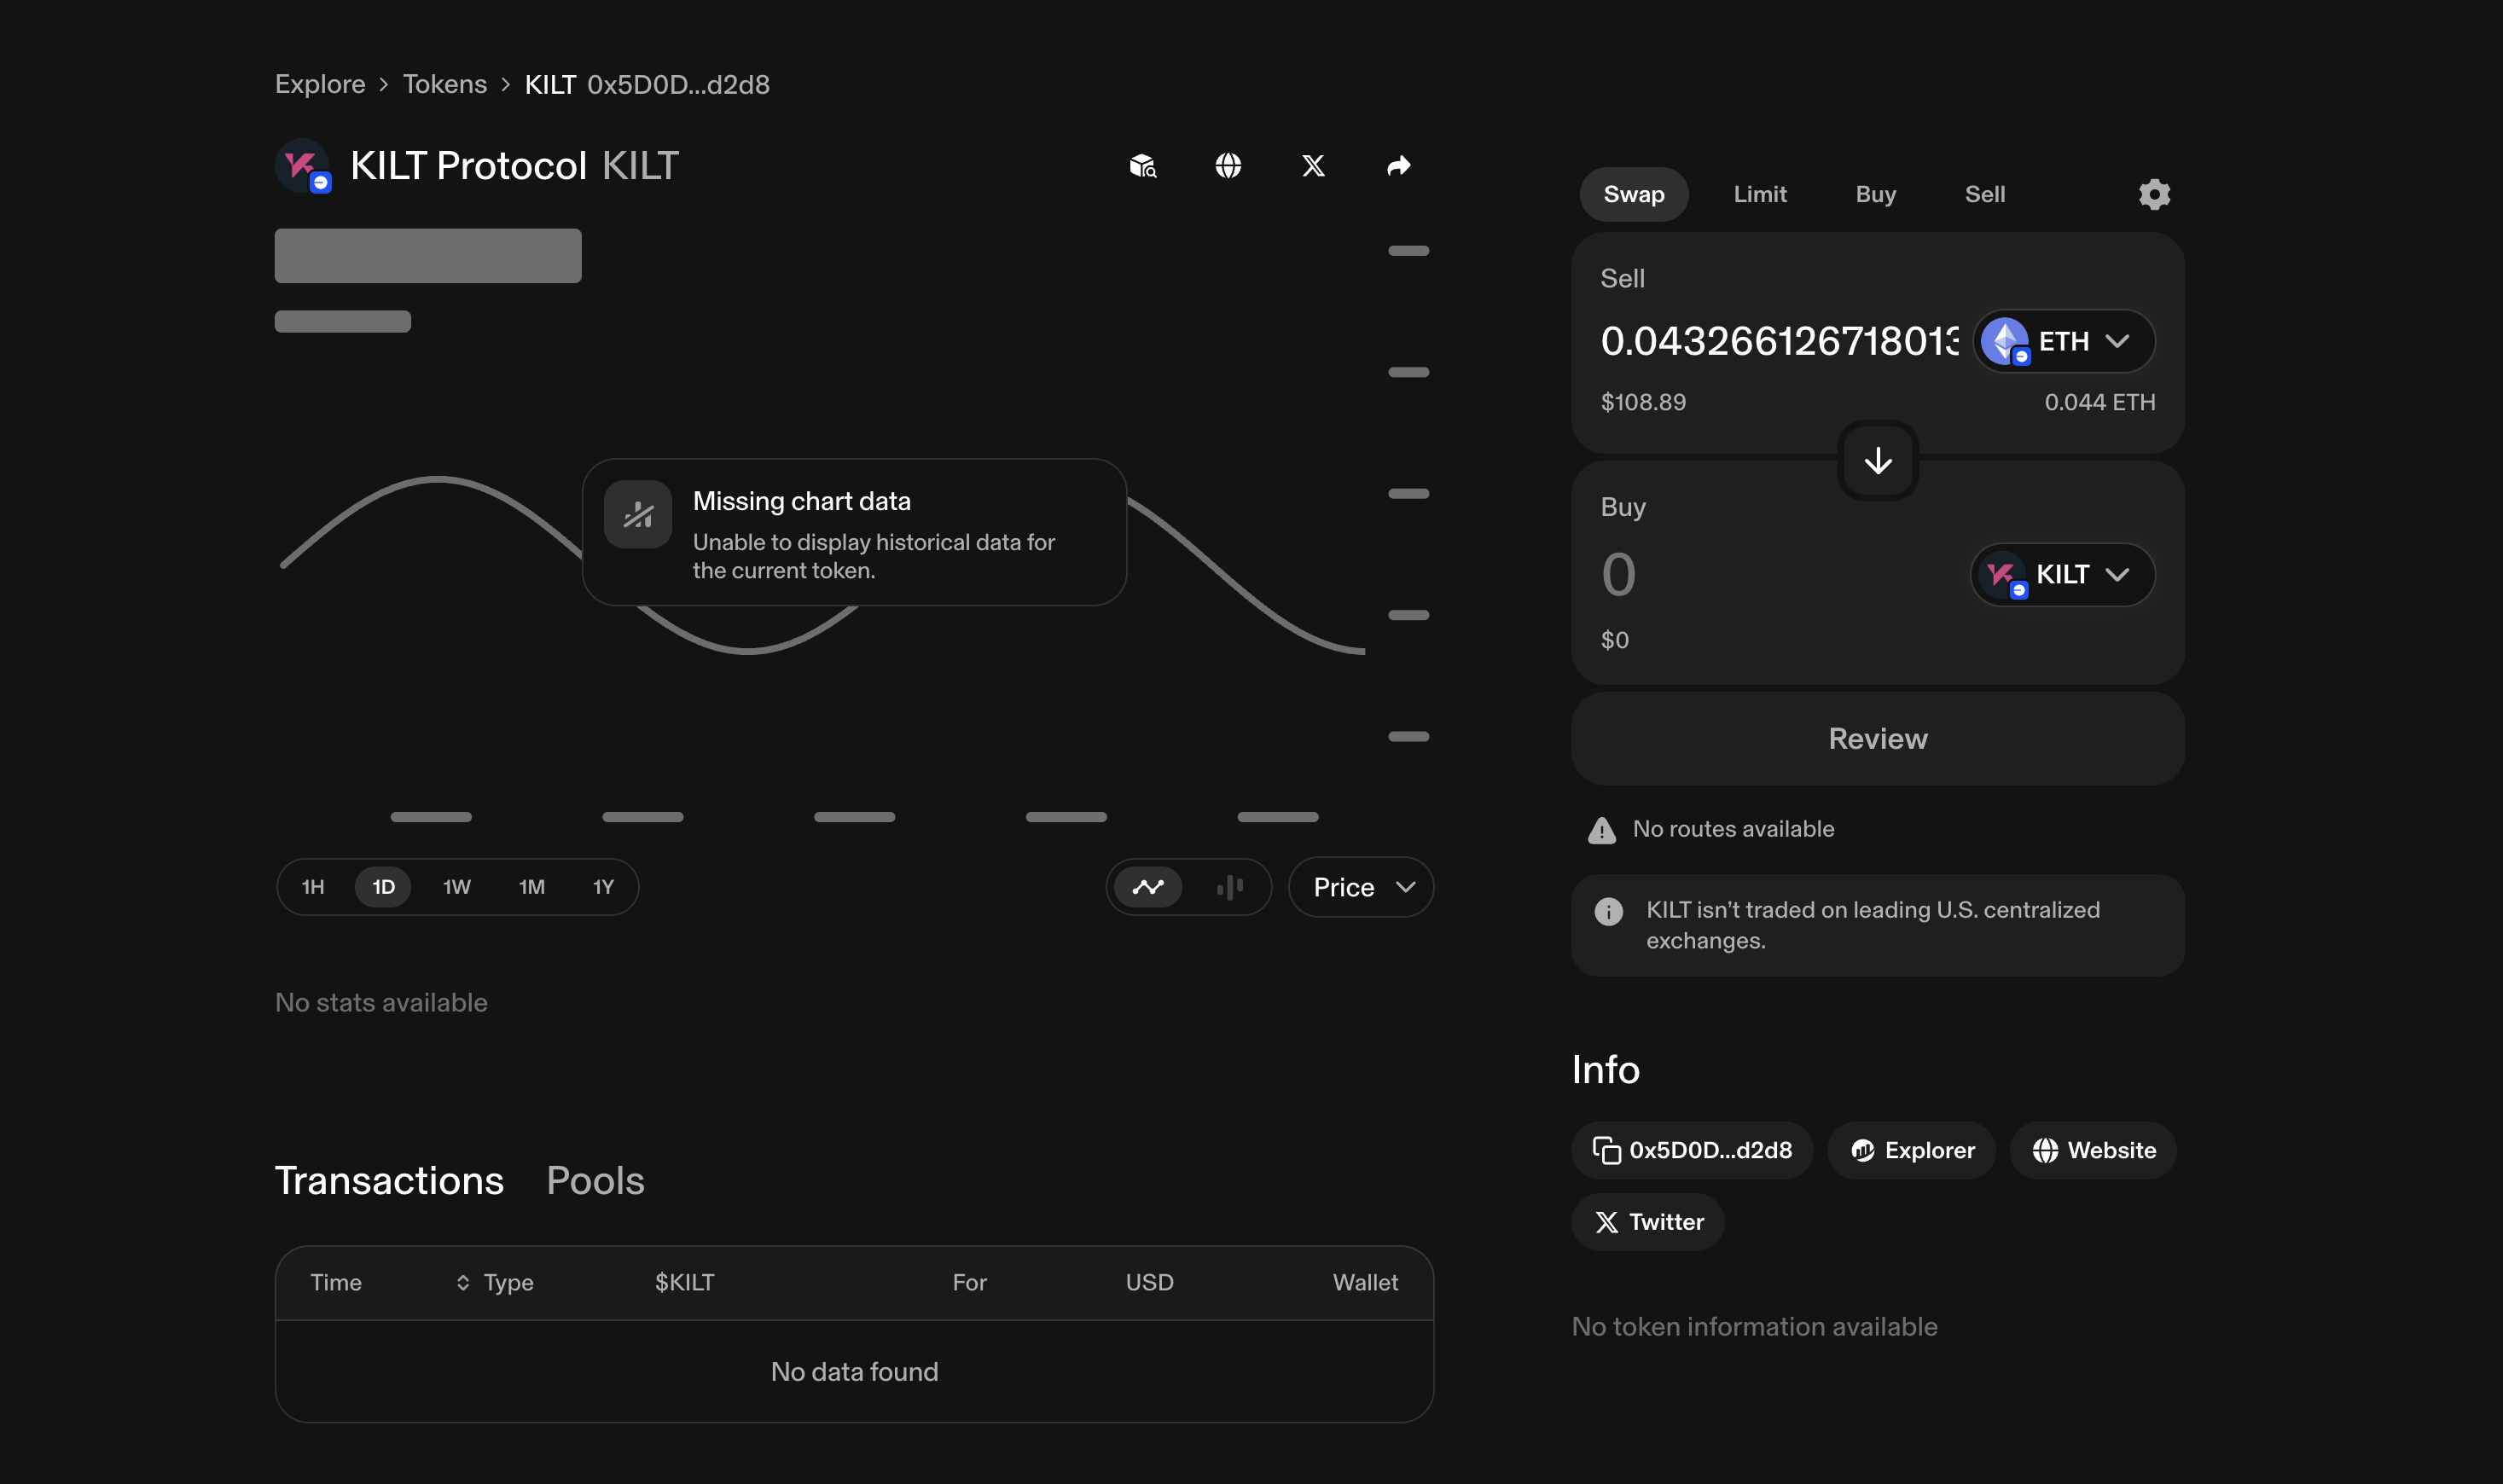 Explore > Tokens > KILT 0x5D0D...d2d8
KILT Protocol KILT
Missing chart data
Unable to display historical data for
the current token.
1H 1D 1W 1M 1Y
Price
No stats available
Transactions Pools
Time Type $KILT For USD Wallet
No data found
Swap Limit Buy Sell
Sell
0.043266126718013 ETH
$108.89 0.044 ETH
Buy
0 KILT
$0
Review
No routes available
KILT isn’t traded on leading U.S. centralized
exchanges.
Info
0x5D0D...d2d8 Explorer Website
Twitter
No token information available